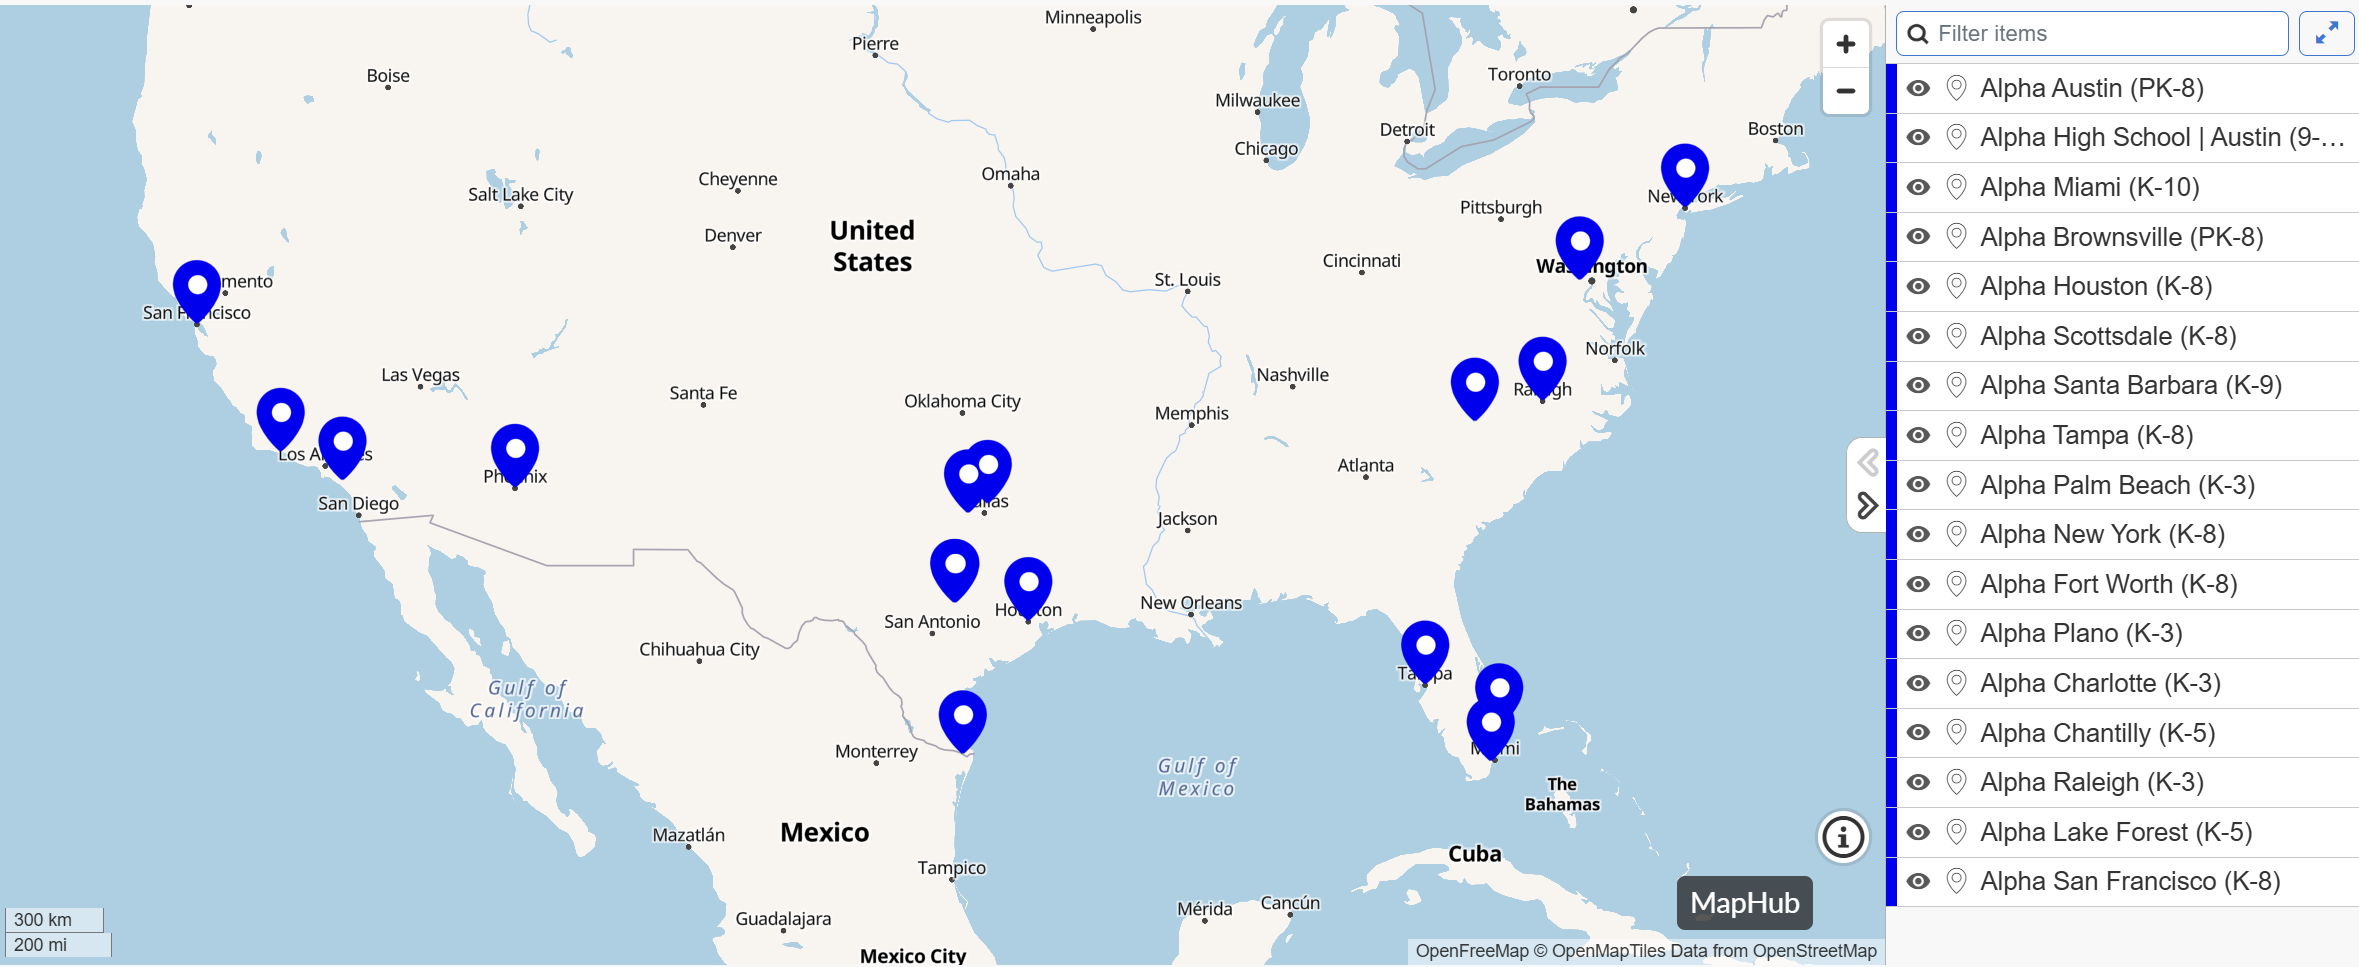 Minneapolis
Pierre
Boise
Toronto
Milwaukee
Detroit
Boston
Chicago
Omaha
Cheyenne
Salt Lake City
New York
Pittsburgh
United
States
Denver
Cincinnati
Washington
St. Louis
mento
San Francisco
Norfolk
Las Vegas
Nashville
Santa Fe
Raleigh
Oklahoma City
Memphis
Los Angeles
Atlanta
Phoenix
San Diego
Dallas
Jackson
New Orleans
Houston
San Antonio
Chihuahua City
Tampa
Gulf of
California
Monterrey
Miami
Gulf of
Mexico
The
Bahamas
Mexico
Mazatlán
Cuba
Tampico
Mérida
Cancún
Guadalajara
Mexico City
300 km
200 mi
MapHub
OpenFreeMap © OpenMapTiles Data from OpenStreetMap
Filter items
Alpha Austin (PK-8)
Alpha High School | Austin (9-...
Alpha Miami (K-10)
Alpha Brownsville (PK-8)
Alpha Houston (K-8)
Alpha Scottsdale (K-8)
Alpha Santa Barbara (K-9)
Alpha Tampa (K-8)
Alpha Palm Beach (K-3)
Alpha New York (K-8)
Alpha Fort Worth (K-8)
Alpha Plano (K-3)
Alpha Charlotte (K-3)
Alpha Chantilly (K-5)
Alpha Raleigh (K-3)
Alpha Lake Forest (K-5)
Alpha San Francisco (K-8)